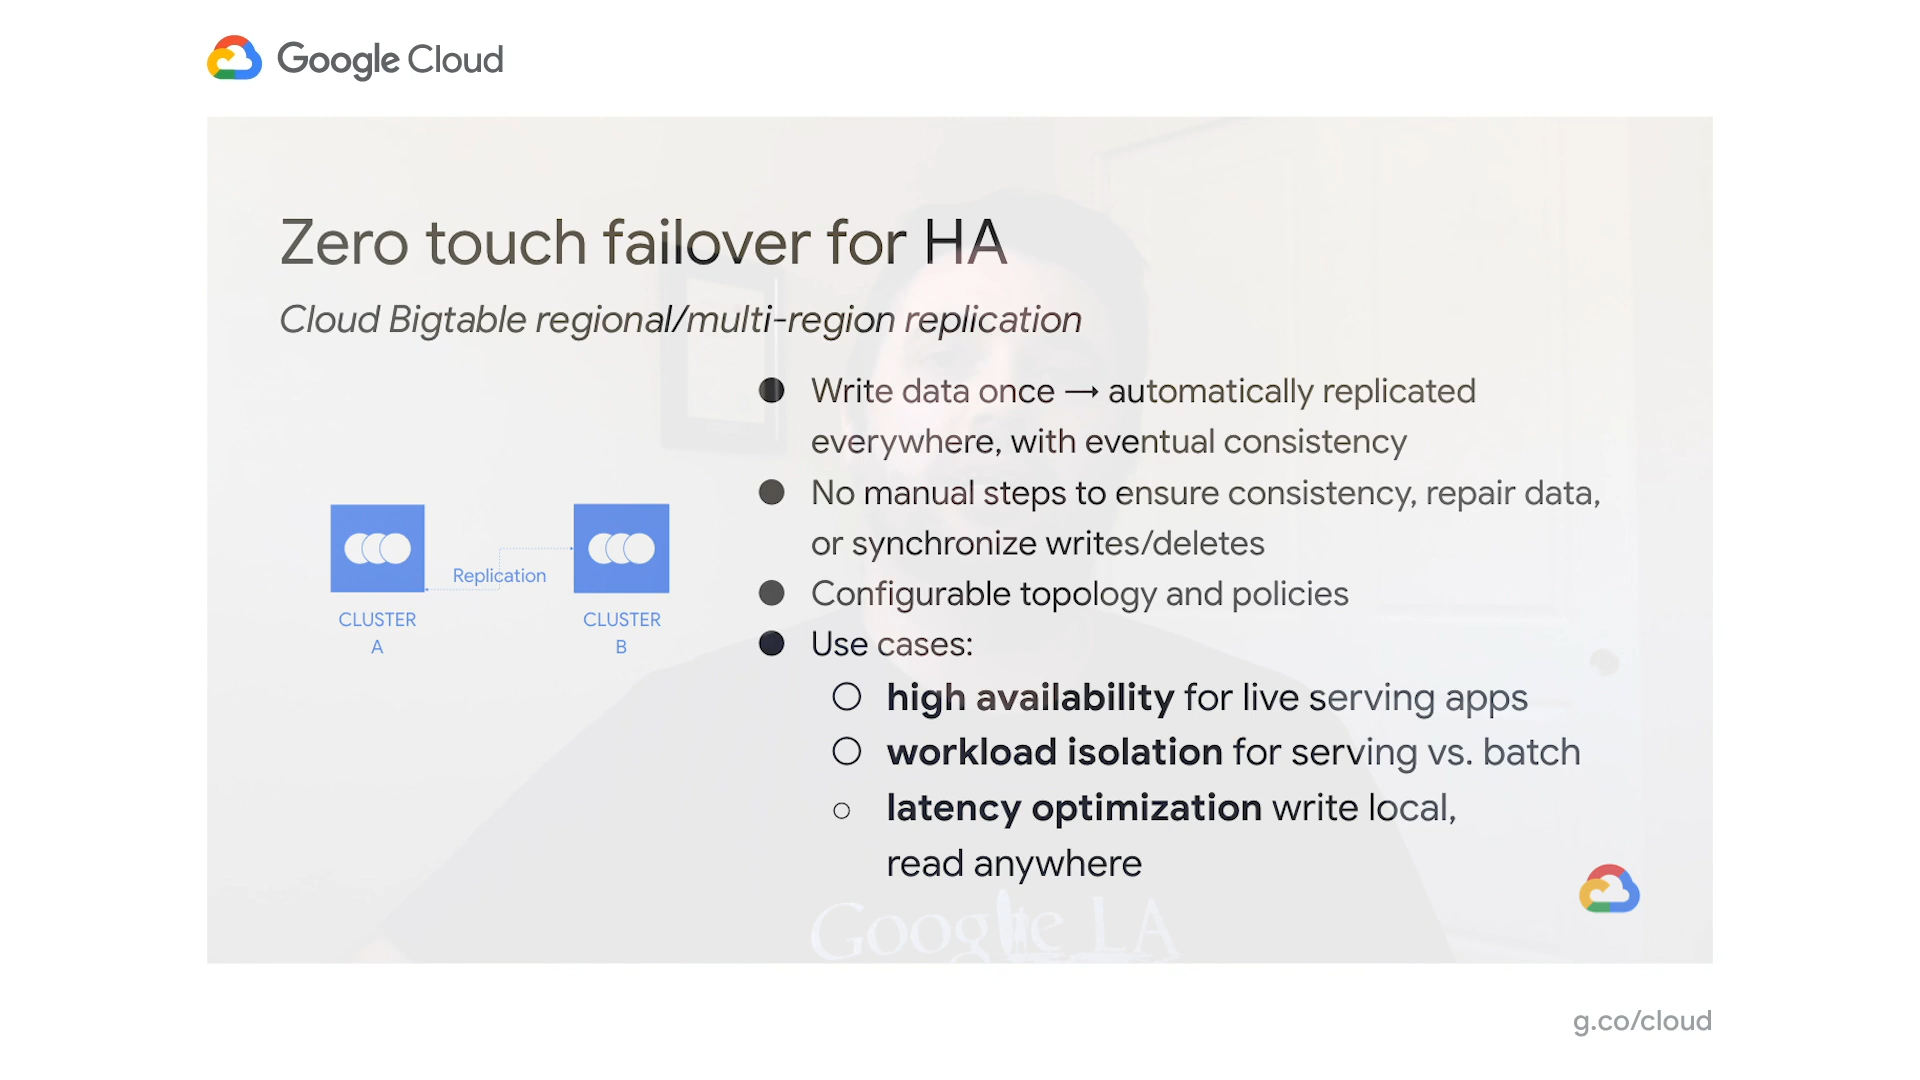 Google Cloud
Zero touch failover for HA
Cloud Bigtable regional/multi-region replication
● Write data once → automatically replicated
everywhere, with eventual consistency
● No manual steps to ensure consistency, repair data,
or synchronize writes/deletes
● Configurable topology and policies
● Use cases:
○ high availability for live serving apps
○ workload isolation for serving vs. batch
○ latency optimization write local,
read anywhere
Replication
CLUSTER
A
CLUSTER
B
Google LA
g.co/cloud